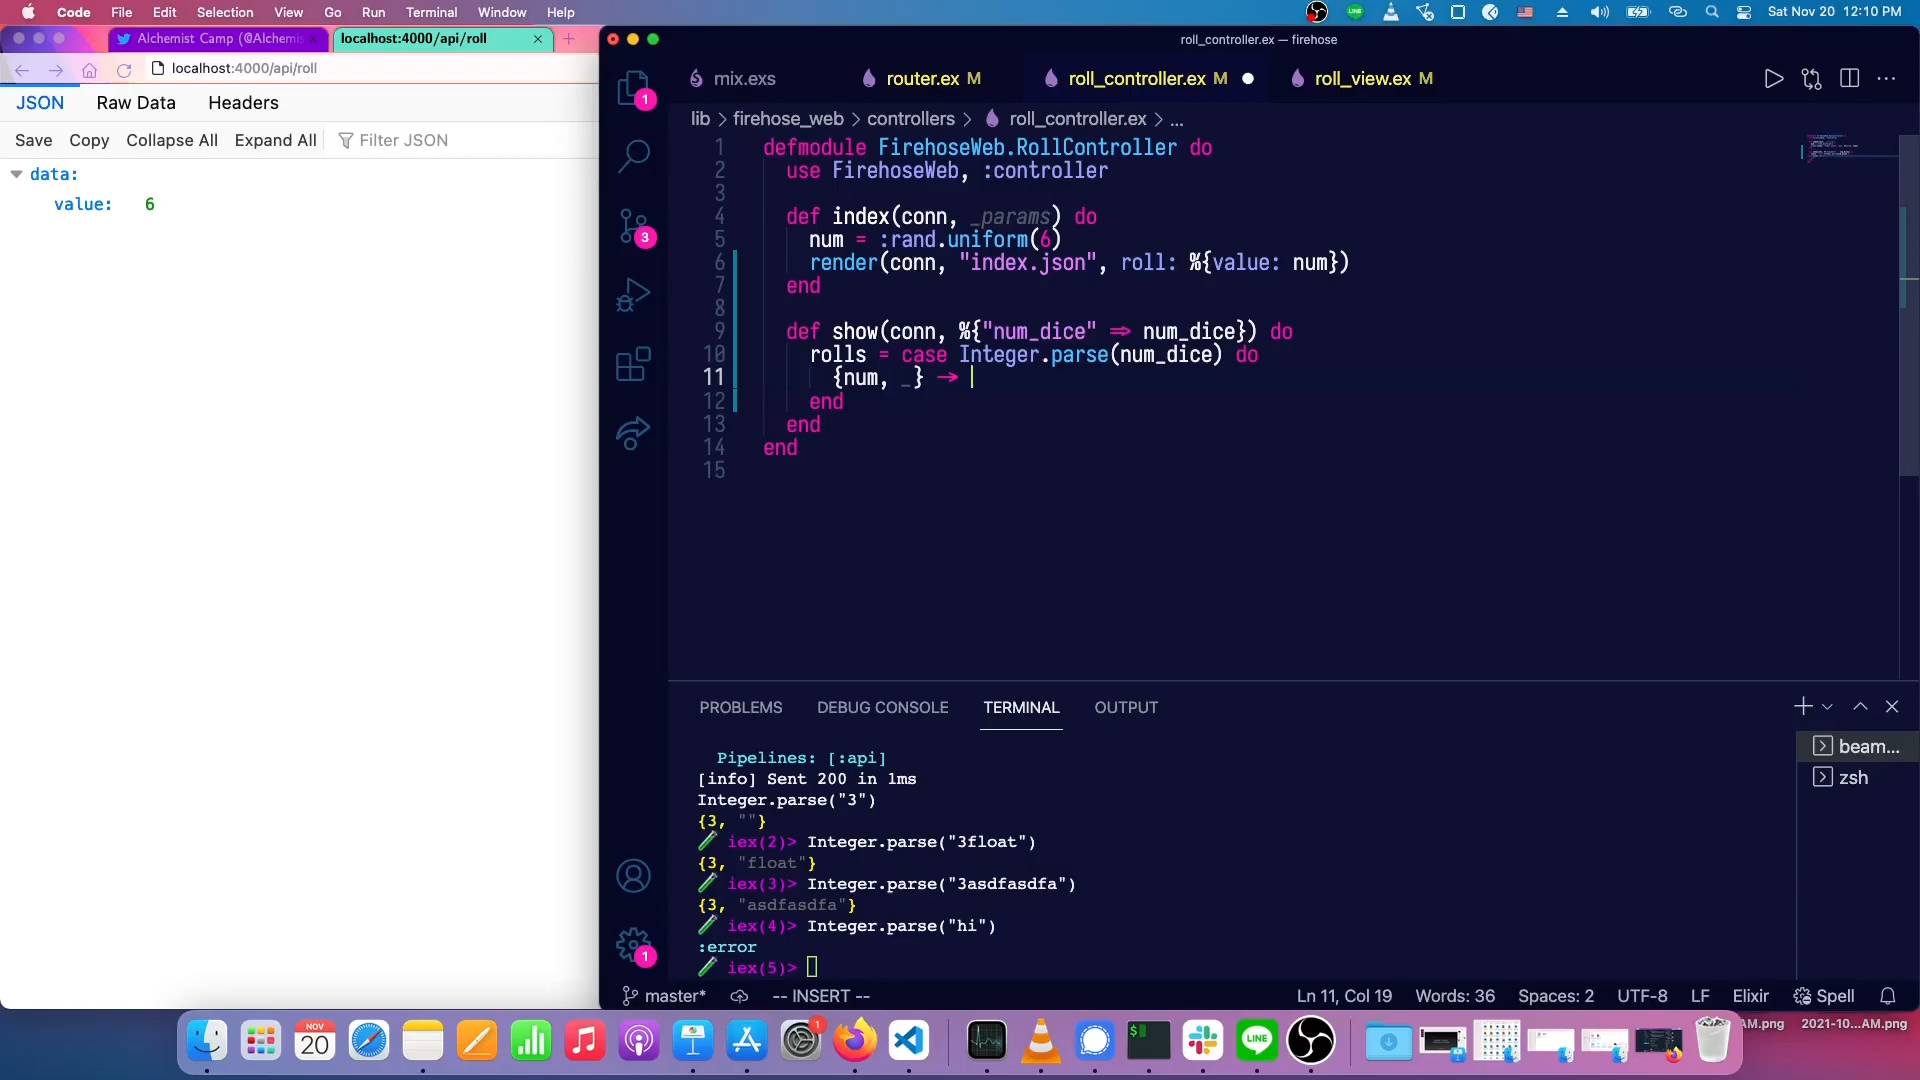 Code File Edit Selection View Go Run Terminal Window Help
LINE
Sat Nov 20 12:10 PM
Alchemist Camp (@Alchemis
localhost:4000/api/roll
localhost:4000/api/roll
JSON Raw Data Headers
Save Copy Collapse All Expand All Filter JSON
data:
value: 6
roll_controller.ex — firehose
mix.exs router.ex M roll_controller.ex M roll_view.ex M
lib > firehose_web > controllers > roll_controller.ex > ...
1 defmodule FirehoseWeb.RollController do
2 use FirehoseWeb, :controller
3
4 def index(conn, _params) do
5 num = :rand.uniform(6)
6 render(conn, "index.json", roll: %{value: num})
7 end
8
9 def show(conn, %{"num_dice" => num_dice}) do
10 rolls = case Integer.parse(num_dice) do
11 {num, _} ->
12 end
13 end
14 end
15
1
3
1
PROBLEMS DEBUG CONSOLE TERMINAL OUTPUT
Pipelines: [:api]
[info] Sent 200 in 1ms
Integer.parse("3")
{3, ""}
iex(2)> Integer.parse("3float")
{3, "float"}
iex(3)> Integer.parse("3asdfasdfa")
{3, "asdfasdfa"}
iex(4)> Integer.parse("hi")
:error
iex(5)>
beam...
zsh
master* -- INSERT -- Ln 11, Col 19 Words: 36 Spaces: 2 UTF-8 LF Elixir Spell
NOV
20
1
$
LINE
AM.png 2021-10...AM.png